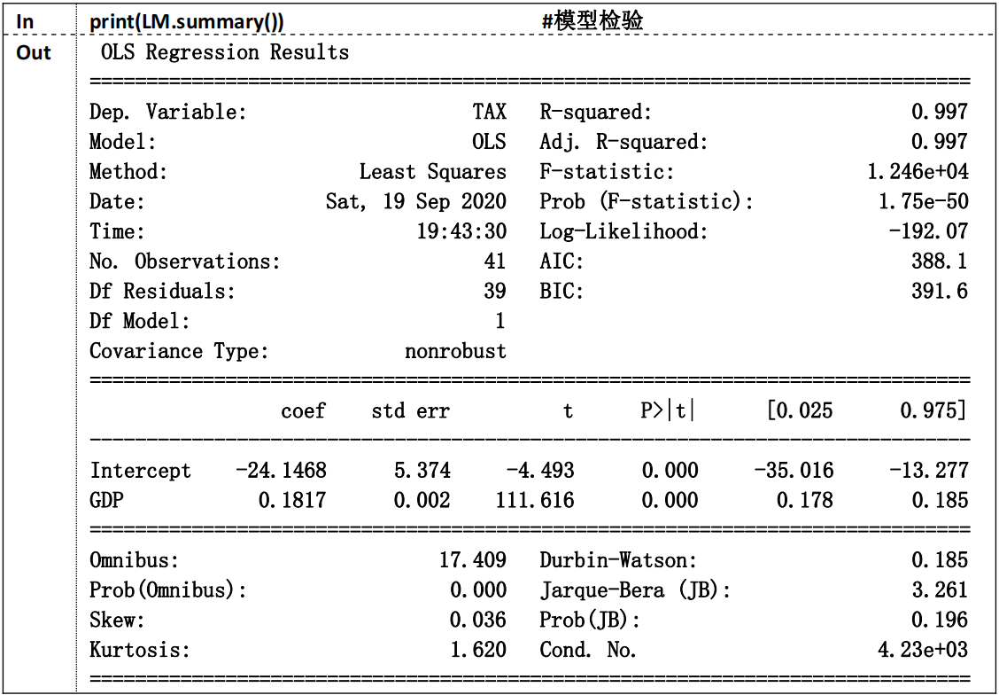 In print(LM.summary()) #模型检验
Out OLS Regression Results
==============================================================================
Dep. Variable: TAX R-squared: 0.997
Model: OLS Adj. R-squared: 0.997
Method: Least Squares F-statistic: 1.246e+04
Date: Sat, 19 Sep 2020 Prob (F-statistic): 1.75e-50
Time: 19:43:30 Log-Likelihood: -192.07
No. Observations: 41 AIC: 388.1
Df Residuals: 39 BIC: 391.6
Df Model: 1
Covariance Type: nonrobust
==============================================================================
coef std err t P>|t| [0.025 0.975]
------------------------------------------------------------------------------
Intercept -24.1468 5.374 -4.493 0.000 -35.016 -13.277
GDP 0.1817 0.002 111.616 0.000 0.178 0.185
==============================================================================
Omnibus: 17.409 Durbin-Watson: 0.185
Prob(Omnibus): 0.000 Jarque-Bera (JB): 3.261
Skew: 0.036 Prob(JB): 0.196
Kurtosis: 1.620 Cond. No. 4.23e+03
==============================================================================